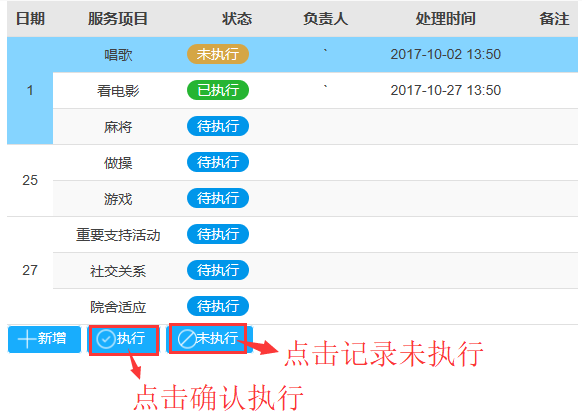 日期 服务项目 状态 负责人 处理时间 备注
唱歌 未执行 ` 2017-10-02 13:50
1 看电影 已执行 ` 2017-10-27 13:50
麻将 待执行
做操 待执行
25
游戏 待执行
重要支持活动 待执行
27 社交关系 待执行
院舍适应 待执行
新增 执行 未执行
点击记录未执行
点击确认执行